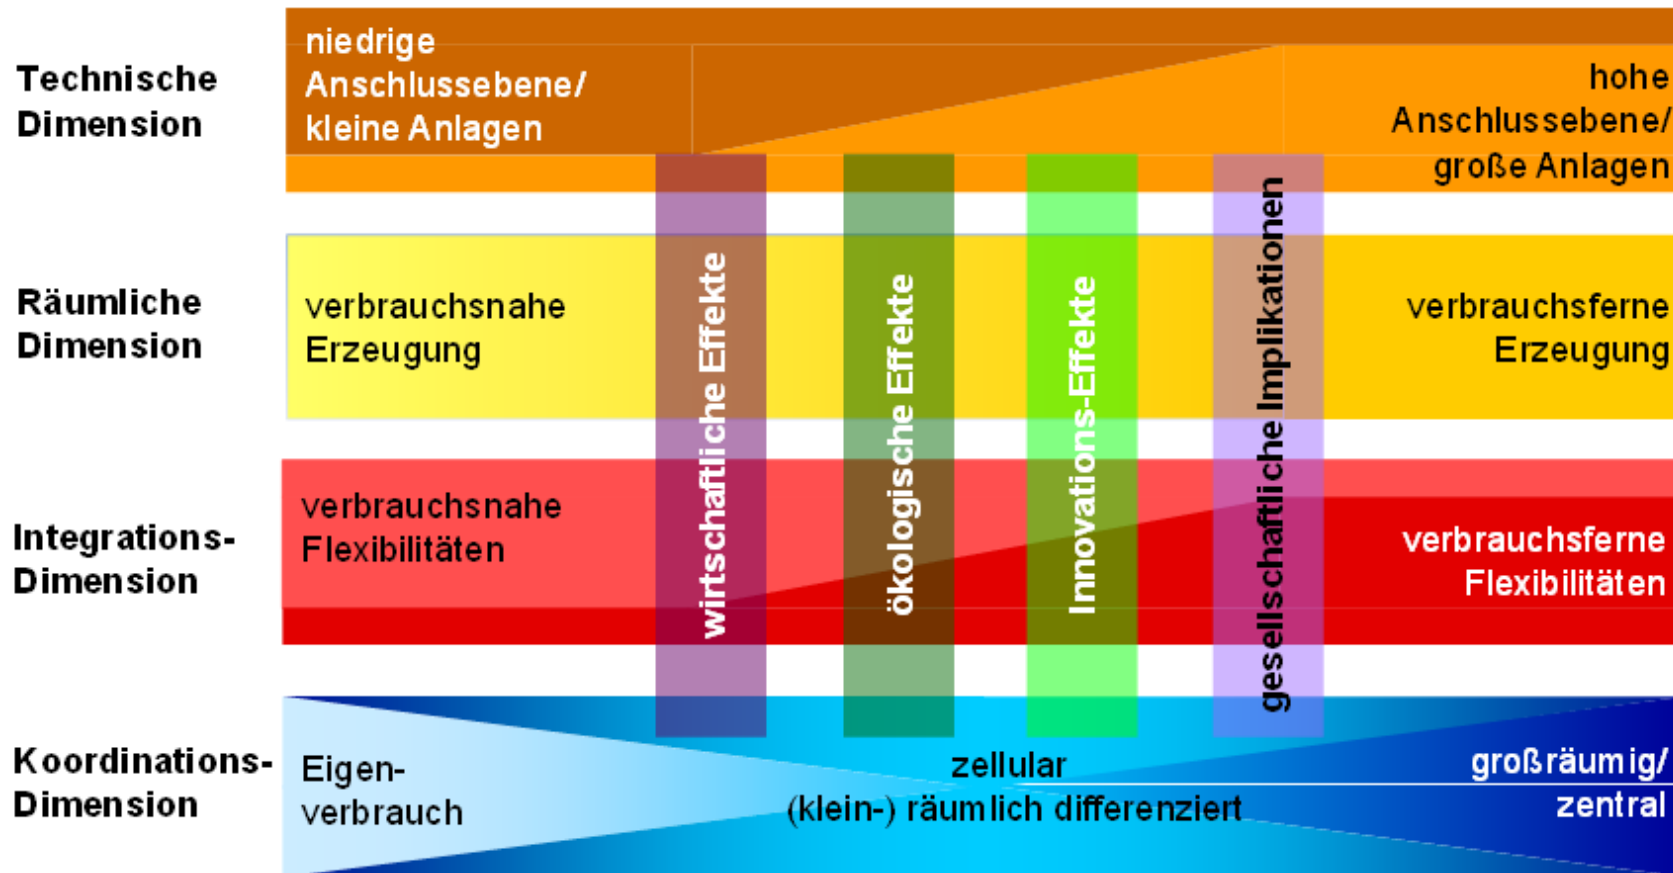 Technische
Dimension
niedrige
Anschlussebene/
kleine Anlagen
hohe
Anschlussebene/
große Anlagen
Räumliche
Dimension
verbrauchsnahe
Erzeugung
verbrauchsferne
Erzeugung
Integrations-
Dimension
verbrauchsnahe
Flexibilitäten
verbrauchsferne
Flexibilitäten
Koordinations-
Dimension
Eigen-
verbrauch
zellular
(klein-) räumlich differenziert
großräumig/
zentral
wirtschaftliche Effekte
ökologische Effekte
Innovations-Effekte
gesellschaftliche Implikationen